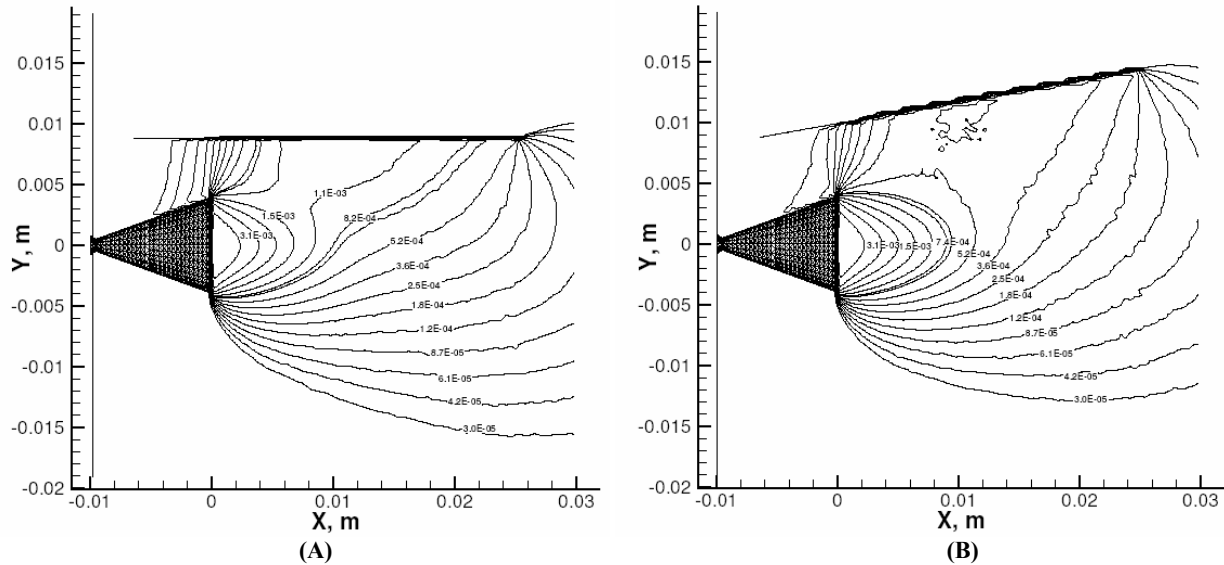 0.015
0.01
0.005
0
-0.005
-0.01
-0.015
-0.02
Y, m
-0.01
0
0.01
0.02
0.03
X, m
1.1E-03
1.5E-03
3.1E-03
8.2E-04
5.2E-04
3.6E-04
2.5E-04
1.8E-04
1.2E-04
8.7E-05
6.1E-05
4.2E-05
3.0E-05
(A)
0.015
0.01
0.005
0
-0.005
-0.01
-0.015
-0.02
Y, m
-0.01
0
0.01
0.02
0.03
X, m
3.1E-03
1.5E-03
7.4E-04
5.2E-04
3.6E-04
2.5E-04
1.8E-04
1.2E-04
8.7E-05
6.1E-05
4.2E-05
3.0E-05
(B)